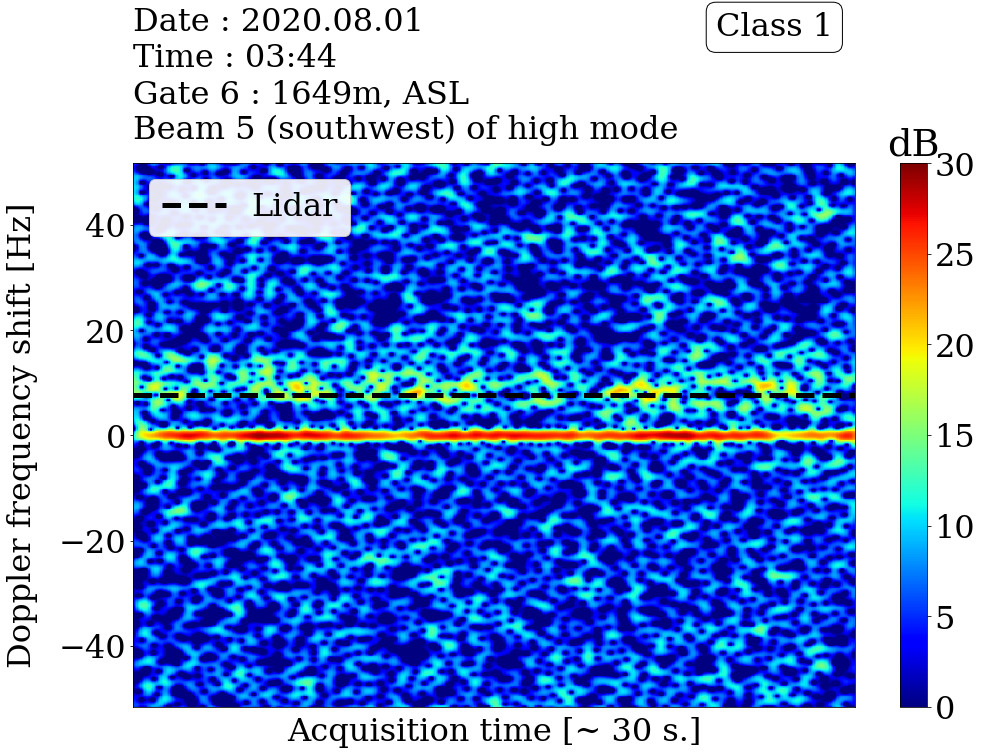 Date : 2020.08.01
Time : 03:44
Gate 6 : 1649m, ASL
Beam 5 (southwest) of high mode
Class 1
dB
Lidar
Doppler frequency shift [Hz]
40
20
0
−20
−40
30
25
20
15
10
5
0
Acquisition time [~ 30 s.]